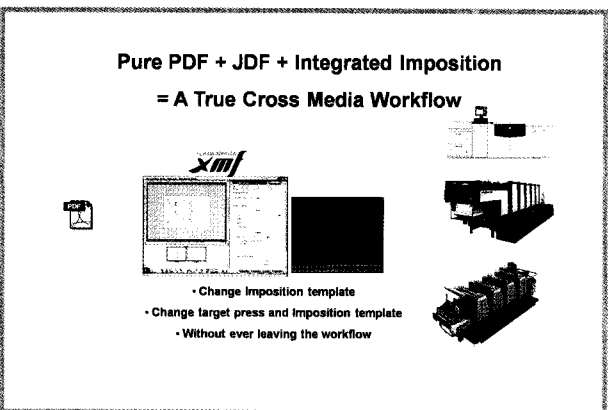 Pure PDF + JDF + Integrated Imposition
= A True Cross Media Workflow
xmf
PDF
• Change Imposition template
• Change target press and Imposition template
• Without ever leaving the workflow